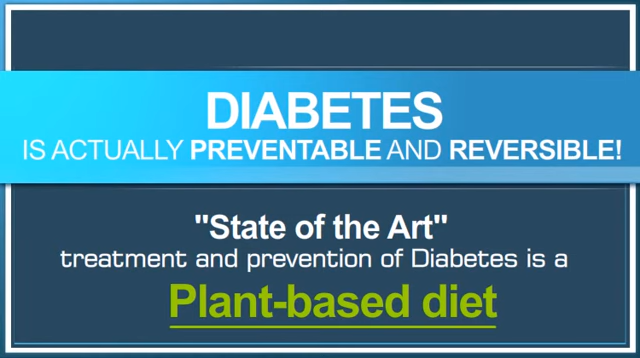 DIABETES
IS ACTUALLY PREVENTABLE AND REVERSIBLE!
"State of the Art"
treatment and prevention of Diabetes is a
Plant-based diet